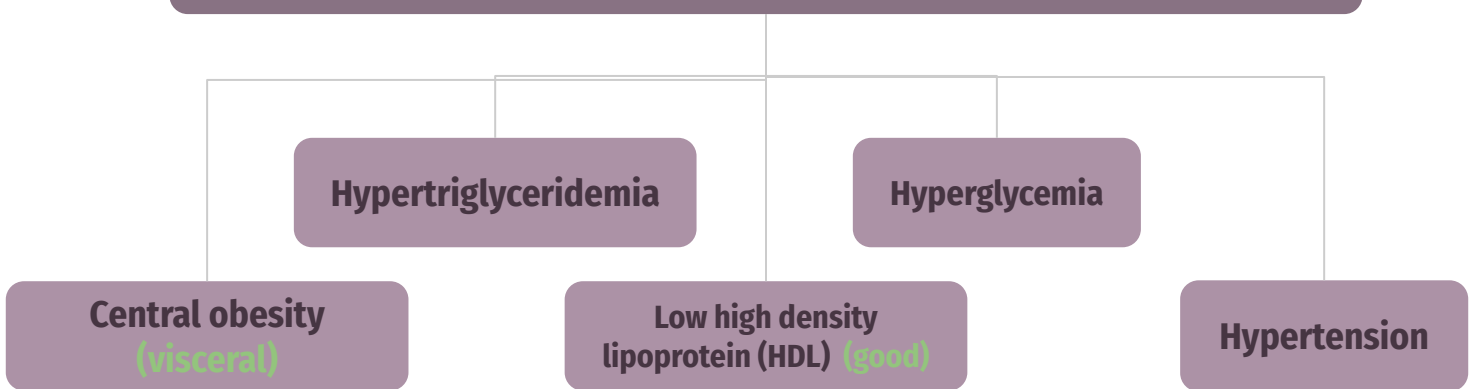 Hypertriglyceridemia
Hyperglycemia
Central obesity
(visceral)
Low high density
lipoprotein (HDL) (good)
Hypertension